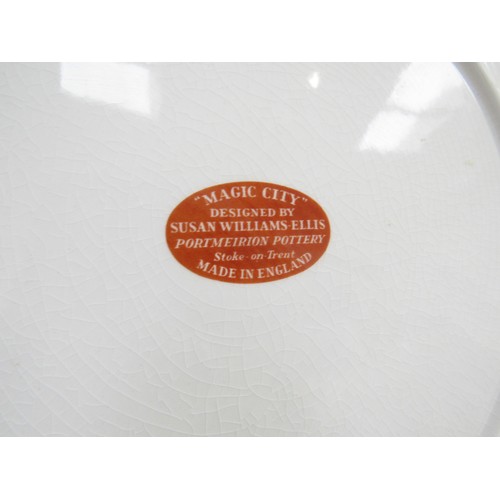 "MAGIC CITY"
DESIGNED BY
SUSAN WILLIAMS-ELLIS
PORTMEIRION POTTERY
Stoke-on-Trent
MADE IN ENGLAND